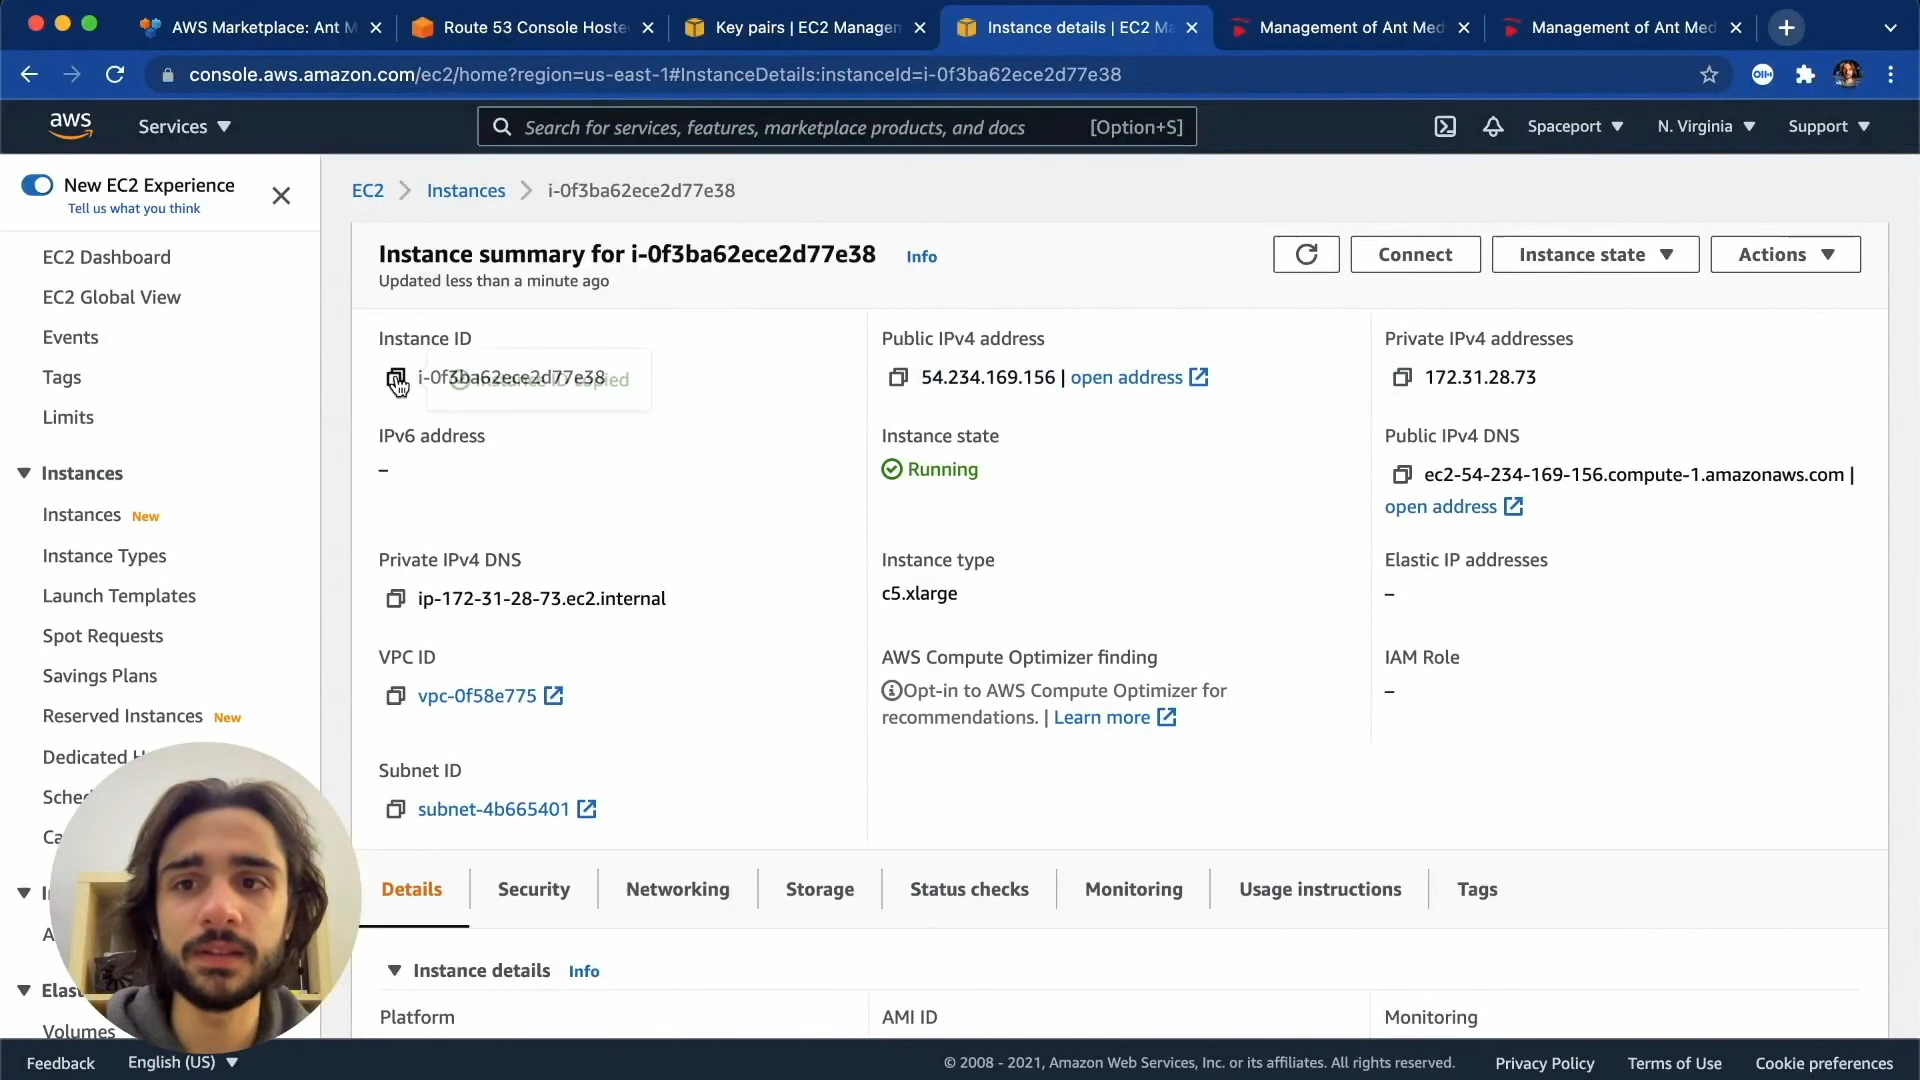 AWS Marketplace: Ant M
Route 53 Console Hoste
Key pairs | EC2 Managem
Instance details | EC2 Ma
Management of Ant Med
Management of Ant Med
console.aws.amazon.com/ec2/home?region=us-east-1#InstanceDetails:instanceId=i-0f3ba62ece2d77e38
aws
Services
Search for services, features, marketplace products, and docs
[Option+S]
Spaceport
N. Virginia
Support
New EC2 Experience
Tell us what you think
EC2 Dashboard
EC2 Global View
Events
Tags
Limits
Instances
Instances New
Instance Types
Launch Templates
Spot Requests
Savings Plans
Reserved Instances New
Dedicated H
Sched
Ca
I
A
Elas
Volumes
EC2
Instances
i-0f3ba62ece2d77e38
Instance summary for i-0f3ba62ece2d77e38 Info
Updated less than a minute ago
Connect
Instance state
Actions
Instance ID
i-0f3ba62ece2d77e38
Public IPv4 address
54.234.169.156 | open address
Private IPv4 addresses
172.31.28.73
IPv6 address
–
Instance state
Running
Public IPv4 DNS
ec2-54-234-169-156.compute-1.amazonaws.com |
open address
Private IPv4 DNS
ip-172-31-28-73.ec2.internal
Instance type
c5.xlarge
Elastic IP addresses
–
VPC ID
vpc-0f58e775
AWS Compute Optimizer finding
Opt-in to AWS Compute Optimizer for
recommendations. | Learn more
IAM Role
–
Subnet ID
subnet-4b665401
Details
Security
Networking
Storage
Status checks
Monitoring
Usage instructions
Tags
Instance details Info
Platform
AMI ID
Monitoring
Feedback
English (US)
© 2008 - 2021, Amazon Web Services, Inc. or its affiliates. All rights reserved.
Privacy Policy
Terms of Use
Cookie preferences